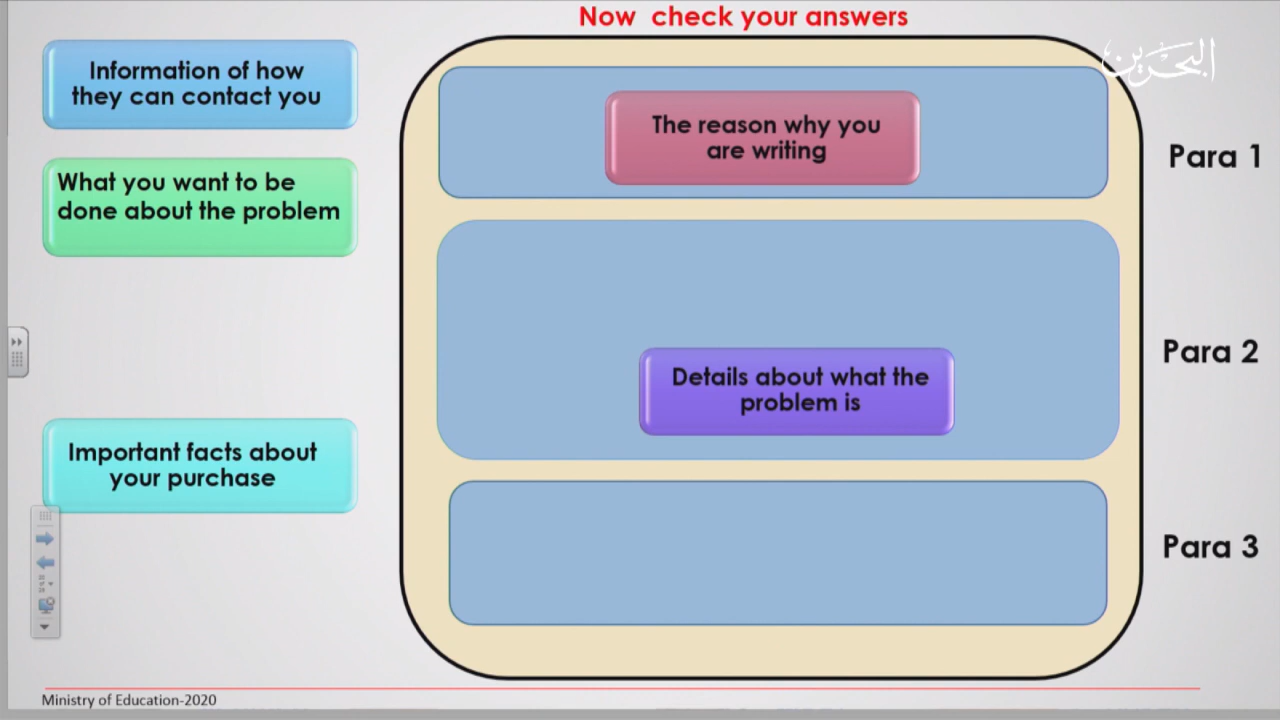 Now check your answers
البحرين
Information of how
they can contact you
What you want to be
done about the problem
Important facts about
your purchase
The reason why you
are writing
Para 1
Details about what the
problem is
Para 2
Para 3
Ministry of Education-2020